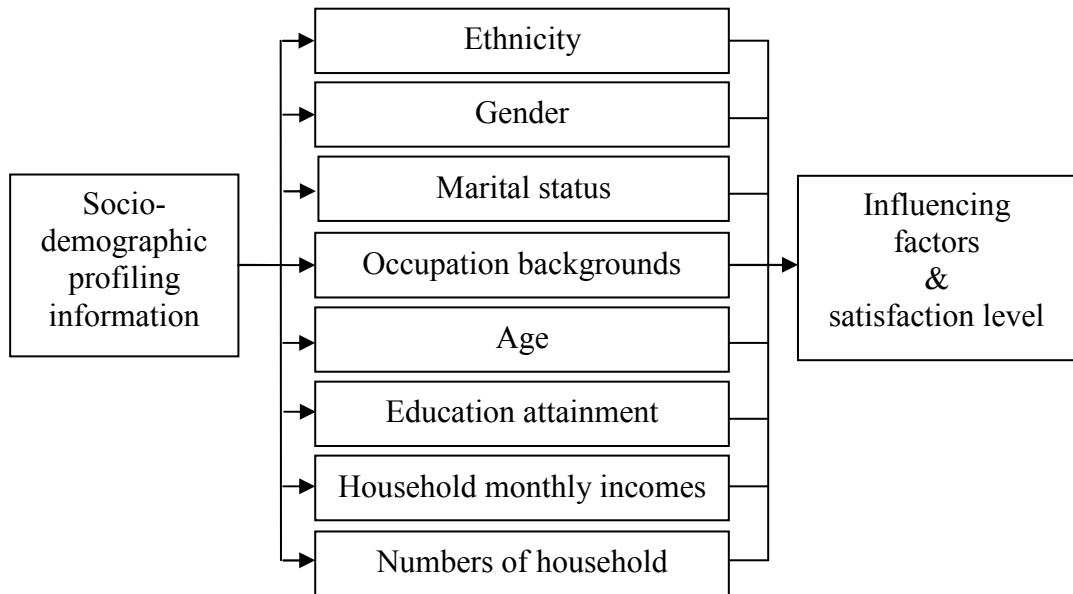 Socio-
demographic
profiling
information
Ethnicity
Gender
Marital status
Occupation backgrounds
Age
Education attainment
Household monthly incomes
Numbers of household
Influencing
factors
&
satisfaction level